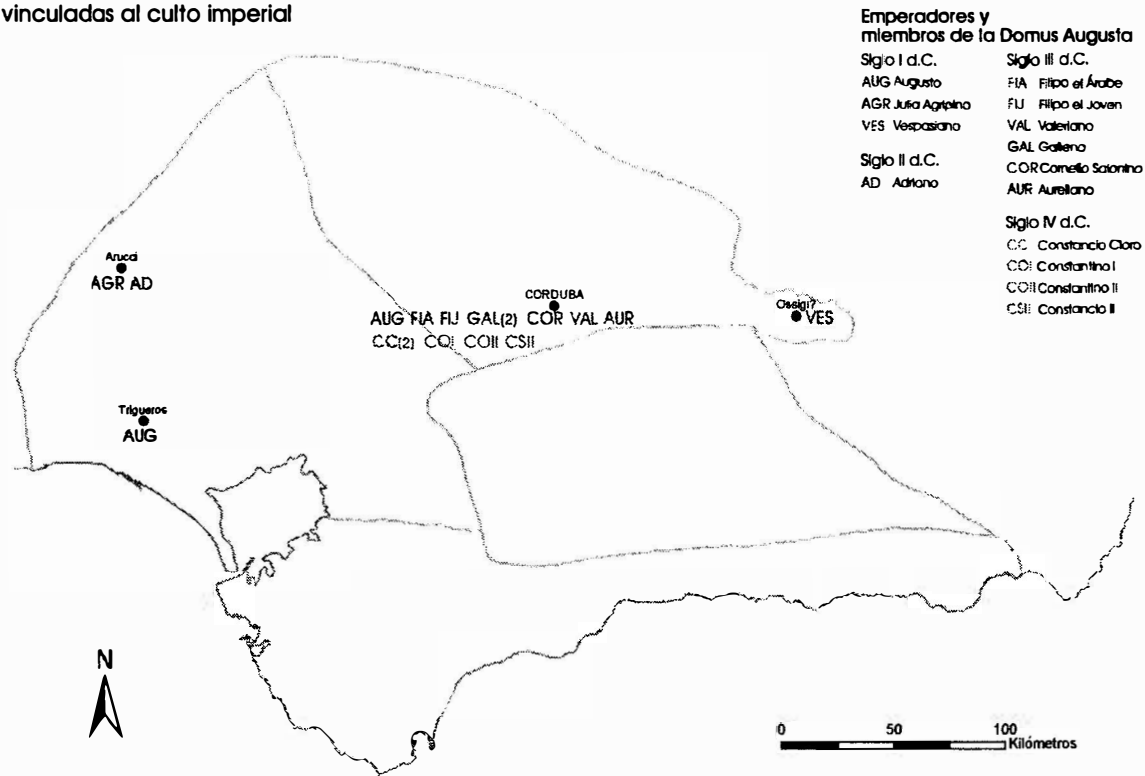 vinculadas al culto imperial
Emperadores y
miembros de la Domus Augusta
Siglo I d.C.
AUG Augusto
AGR Julia Agripina
VES Vespasiano
Siglo II d.C.
AD Adriano
Siglo III d.C.
FIA Filipo el Árabe
FIJ Filipo el Joven
VAL Valeriano
GAL Galieno
COR Cornelio Salonino
AUR Aureliano
Siglo IV d.C.
CC Constancio Cloro
COI Constantino I
COII Constantino II
CSII Constancio II
Arucci
AGR AD
CORDUBA
AUG FIA FIJ GAL(2) COR VAL AUR
CC(2) COI COII CSII
Ossigi?
VES
Trigueros
AUG
N
0 50 100
Kilómetros